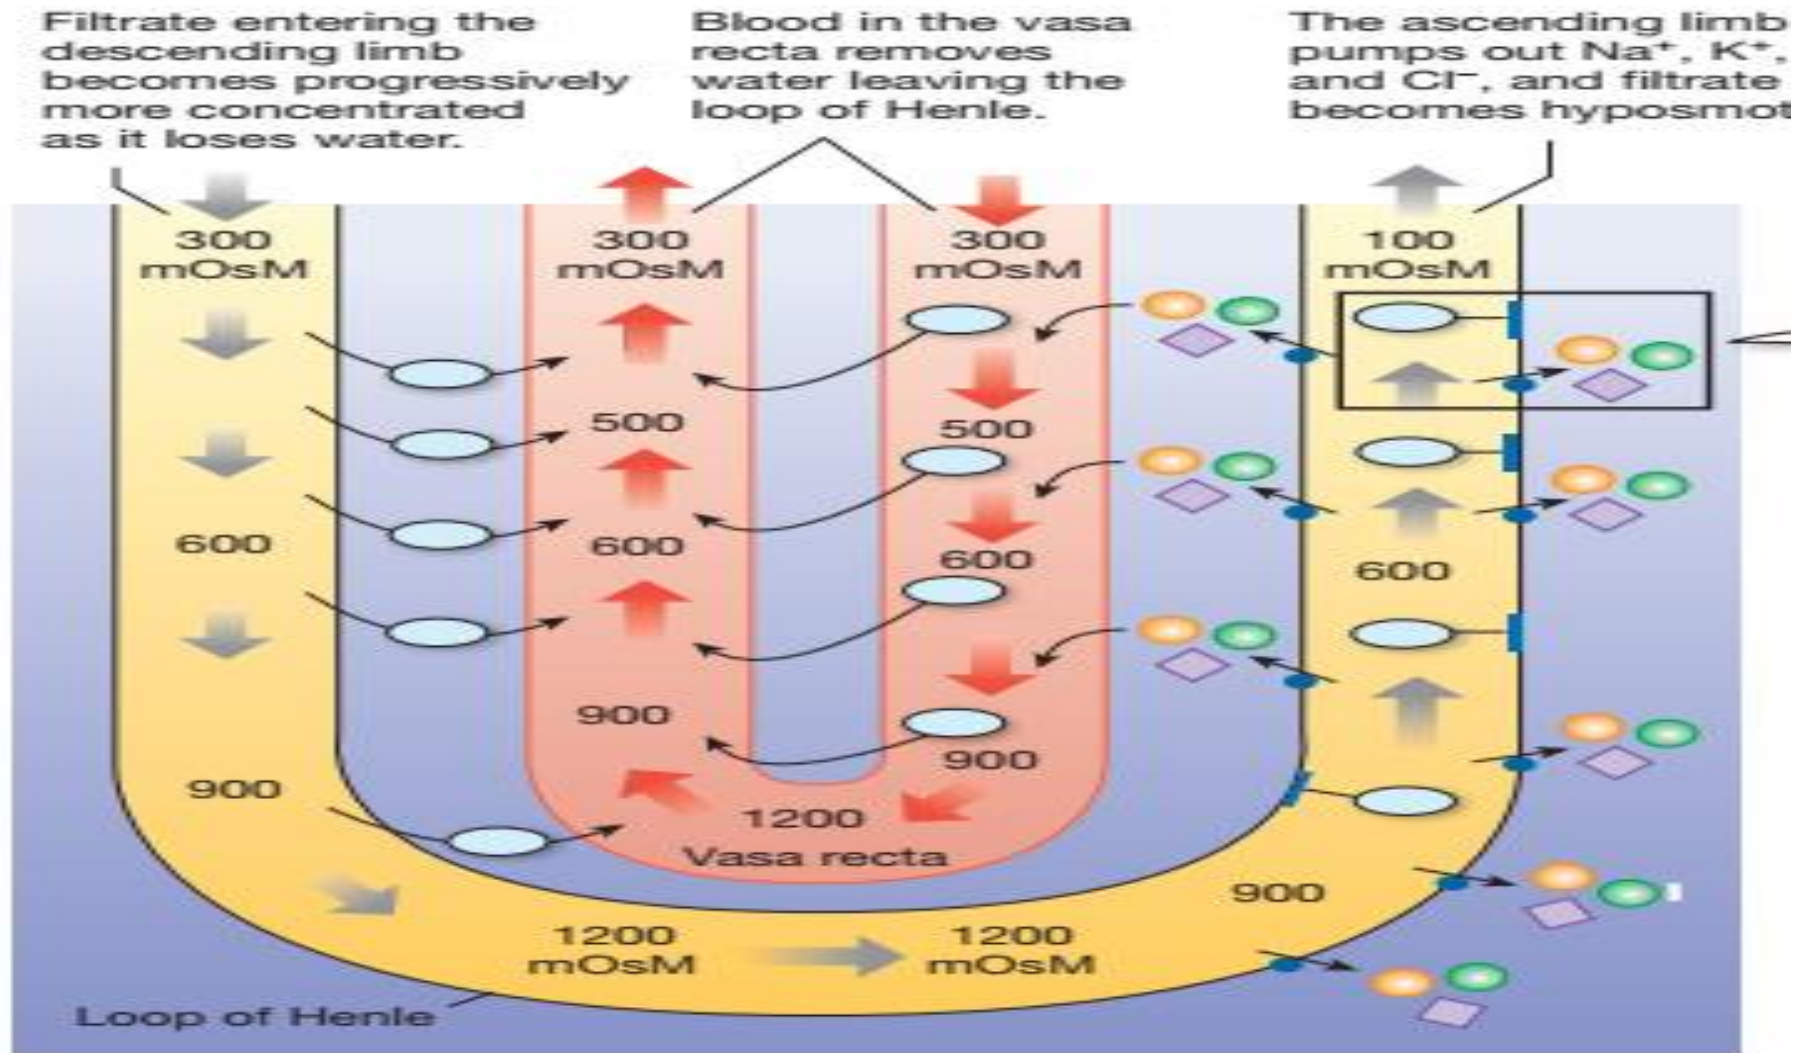 Filtrate entering the
descending limb
becomes progressively
more concentrated
as it loses water.
Blood in the vasa
recta removes
water leaving the
loop of Henle.
The ascending limb
pumps out Na⁺, K⁺,
and Cl⁻, and filtrate
becomes hyposmot
300
mOsM
300
mOsM
300
mOsM
100
mOsM
500
500
600
600
600
600
900
900
900
1200
Vasa recta
900
1200
mOsM
1200
mOsM
Loop of Henle